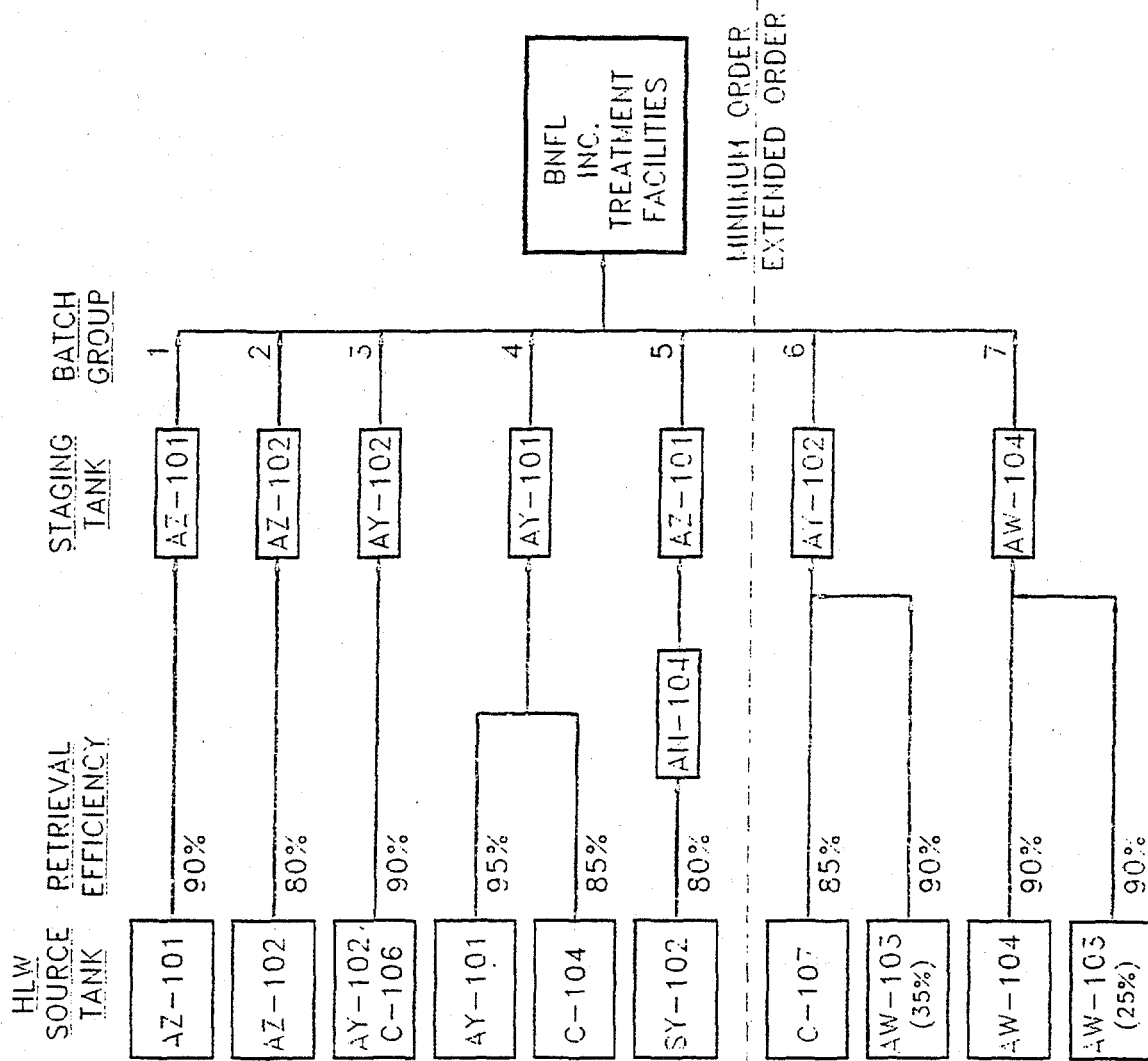 HLW
SOURCE
TANK
RETRIEVAL
EFFICIENCY
STAGING
TANK
BATCH
GROUP
AZ-101
90%
AZ-101
1
AZ-102
80%
AZ-102
2
AY-102,
C-106
90%
AY-102
3
AY-101
95%
C-104
85%
AY-101
4
SY-102
80%
AN-104
AZ-101
5
BNFL
INC.
TREATMENT
FACILITIES
MINIMUM ORDER
EXTENDED ORDER
C-107
85%
AW-103
(35%)
90%
AY-102
6
AW-104
90%
AW-103
(25%)
90%
AW-104
7